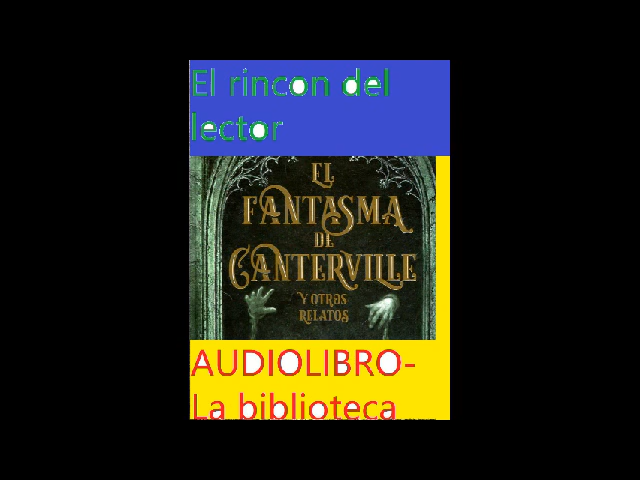 El rincon del
lector
EL
FANTASMA
DE
CANTERVILLE
Y OTROS
RELATOS
AUDIOLIBRO-
La biblioteca